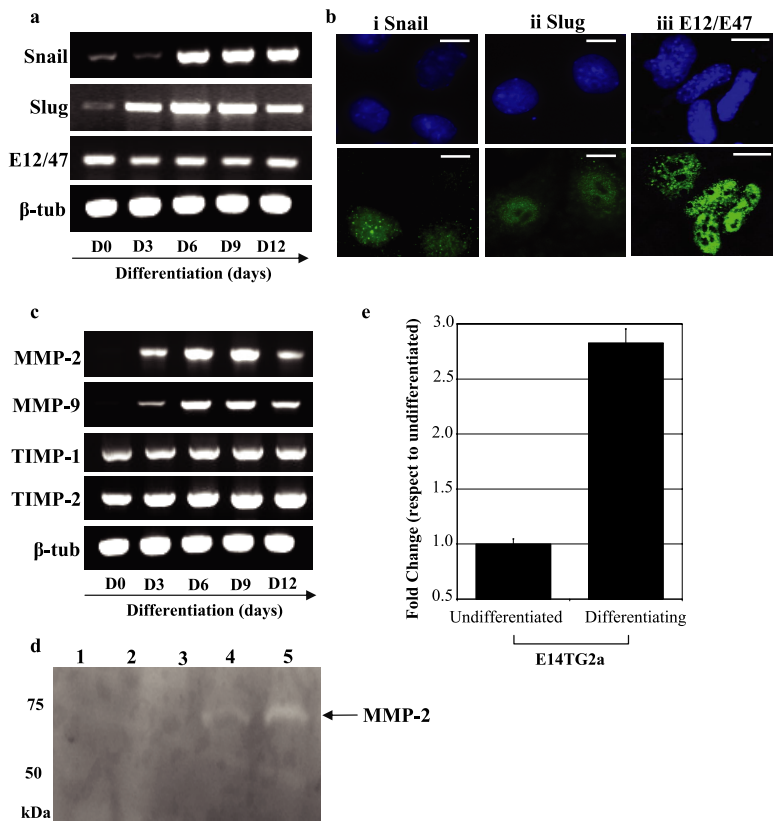 a
Snail
Slug
E12/47
β-tub
D0 D3 D6 D9 D12
Differentiation (days)
b
i Snail ii Slug iii E12/E47
c
MMP-2
MMP-9
TIMP-1
TIMP-2
β-tub
D0 D3 D6 D9 D12
Differentiation (days)
d
1 2 3 4 5
75
50
kDa
MMP-2
e
Fold Change (respect to undifferentiated)
3.0
2.5
2.0
1.0
0.5
Undifferentiated Differentiating
E14TG2a